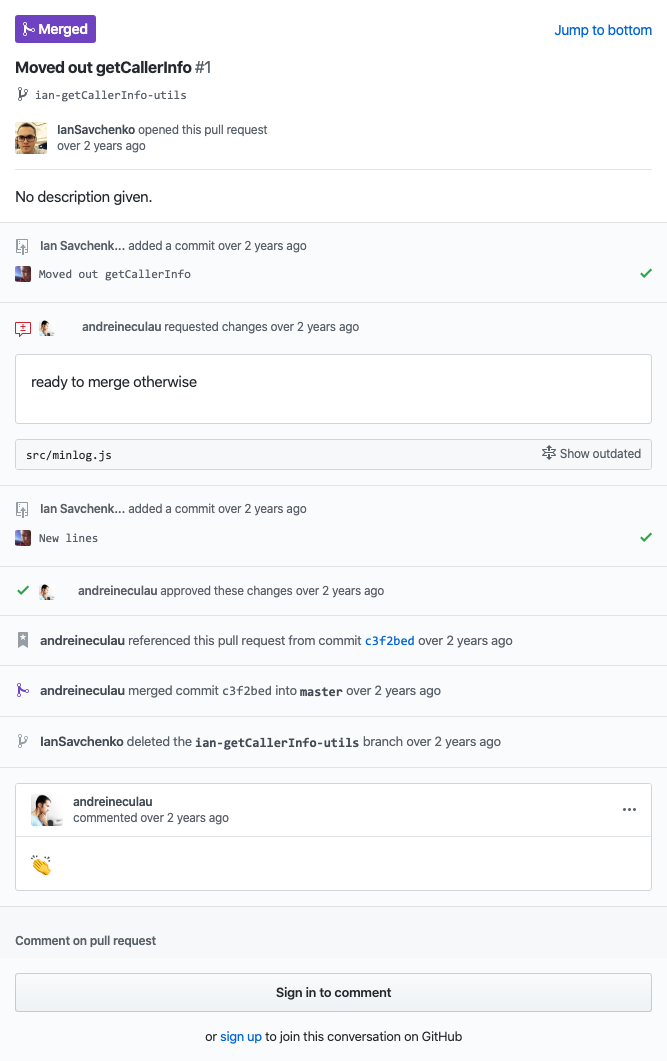 Merged
Jump to bottom
Moved out getCallerInfo #1
ian-getCallerInfo-utils
IanSavchenko opened this pull request
over 2 years ago
No description given.
Ian Savchenk... added a commit over 2 years ago
Moved out getCallerInfo
andreineculau requested changes over 2 years ago
ready to merge otherwise
src/minlog.js
Show outdated
Ian Savchenk... added a commit over 2 years ago
New lines
andreineculau approved these changes over 2 years ago
andreineculau referenced this pull request from commit c3f2bed over 2 years ago
andreineculau merged commit c3f2bed into master over 2 years ago
IanSavchenko deleted the ian-getCallerInfo-utils branch over 2 years ago
andreineculau
commented over 2 years ago
👏
Comment on pull request
Sign in to comment
or sign up to join this conversation on GitHub